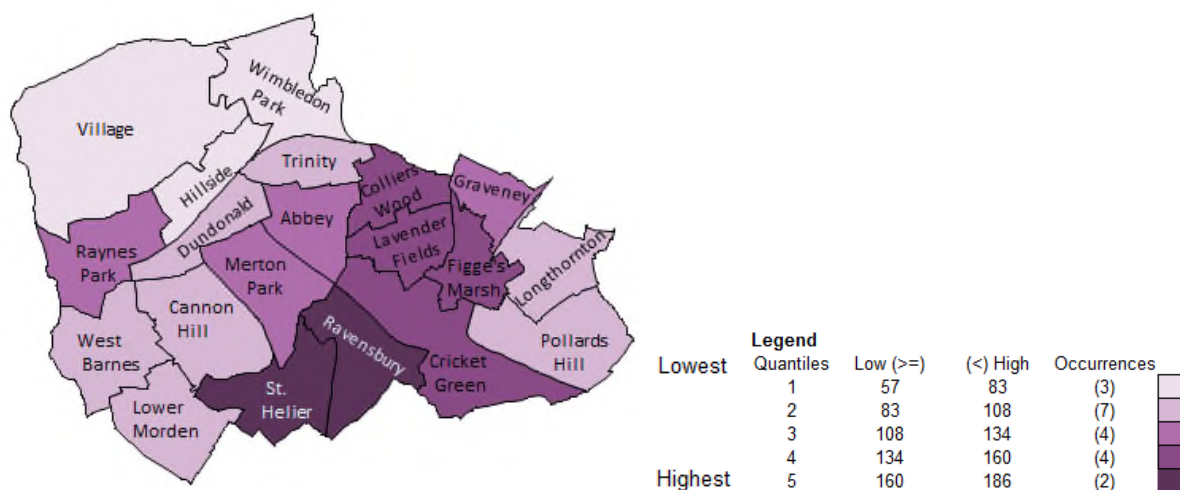 Wimbledon
Park
Village
Trinity
Hillside
Colliers
Wood
Graveney
Dundonald
Abbey
Lavender
Fields
Raynes
Park
Merton
Park
Figge's
Marsh
Longthornton
Cannon
Hill
West
Barnes
Ravensbury
Pollards
Hill
Cricket
Green
St.
Helier
Lower
Morden
Legend
Lowest Quantiles Low (>=) (<) High Occurrences
1 57 83 (3)
2 83 108 (7)
3 108 134 (4)
4 134 160 (4)
Highest 5 160 186 (2)